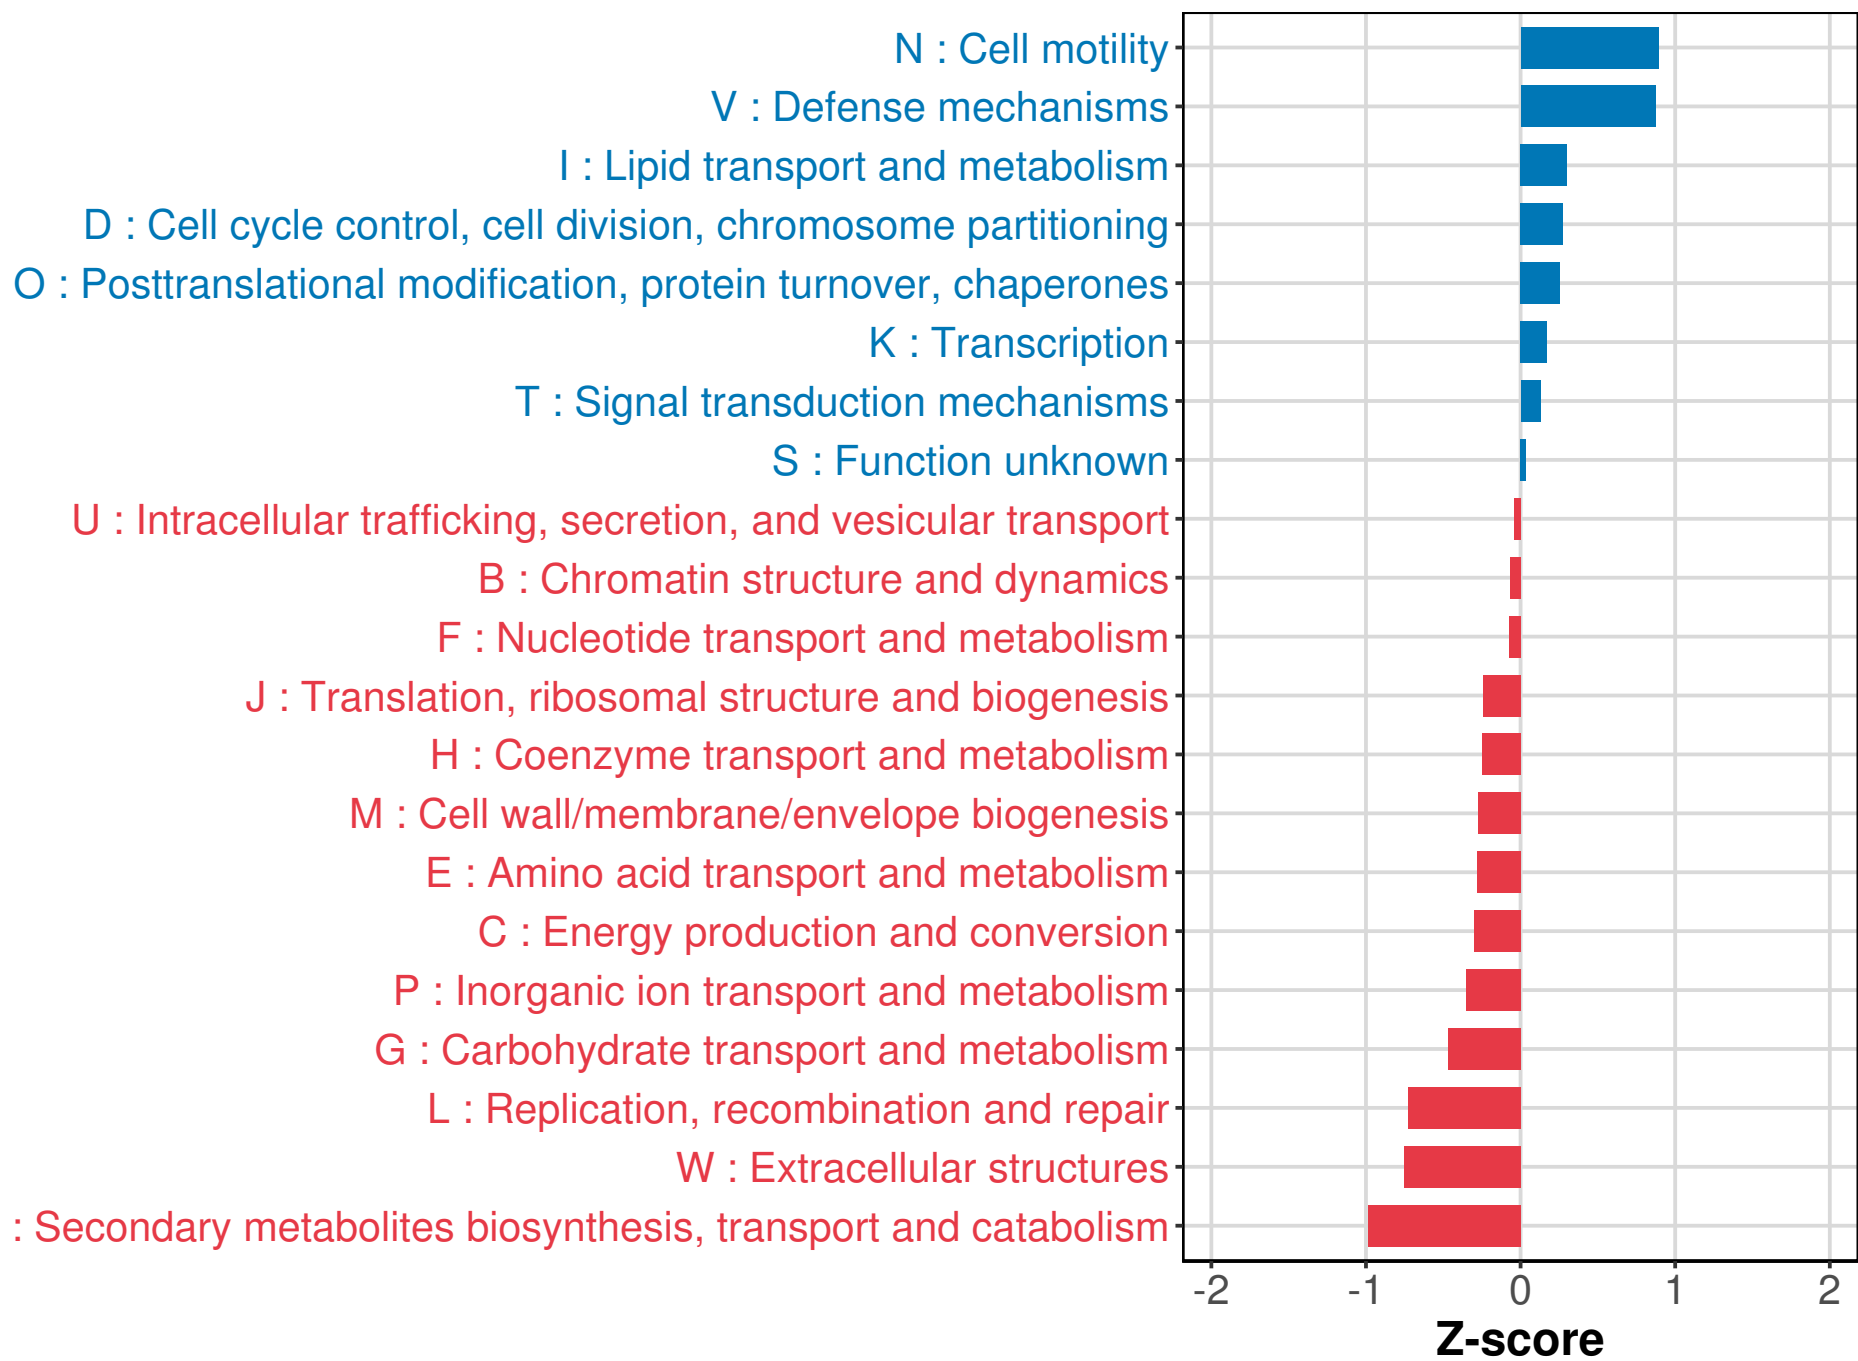 N : Cell motility
V : Defense mechanisms
I : Lipid transport and metabolism
D : Cell cycle control, cell division, chromosome partitioning
O : Posttranslational modification, protein turnover, chaperones
K : Transcription
T : Signal transduction mechanisms
S : Function unknown
U : Intracellular trafficking, secretion, and vesicular transport
B : Chromatin structure and dynamics
F : Nucleotide transport and metabolism
J : Translation, ribosomal structure and biogenesis
H : Coenzyme transport and metabolism
M : Cell wall/membrane/envelope biogenesis
E : Amino acid transport and metabolism
C : Energy production and conversion
P : Inorganic ion transport and metabolism
G : Carbohydrate transport and metabolism
L : Replication, recombination and repair
W : Extracellular structures
: Secondary metabolites biosynthesis, transport and catabolism
-2 -1 0 1 2
Z-score